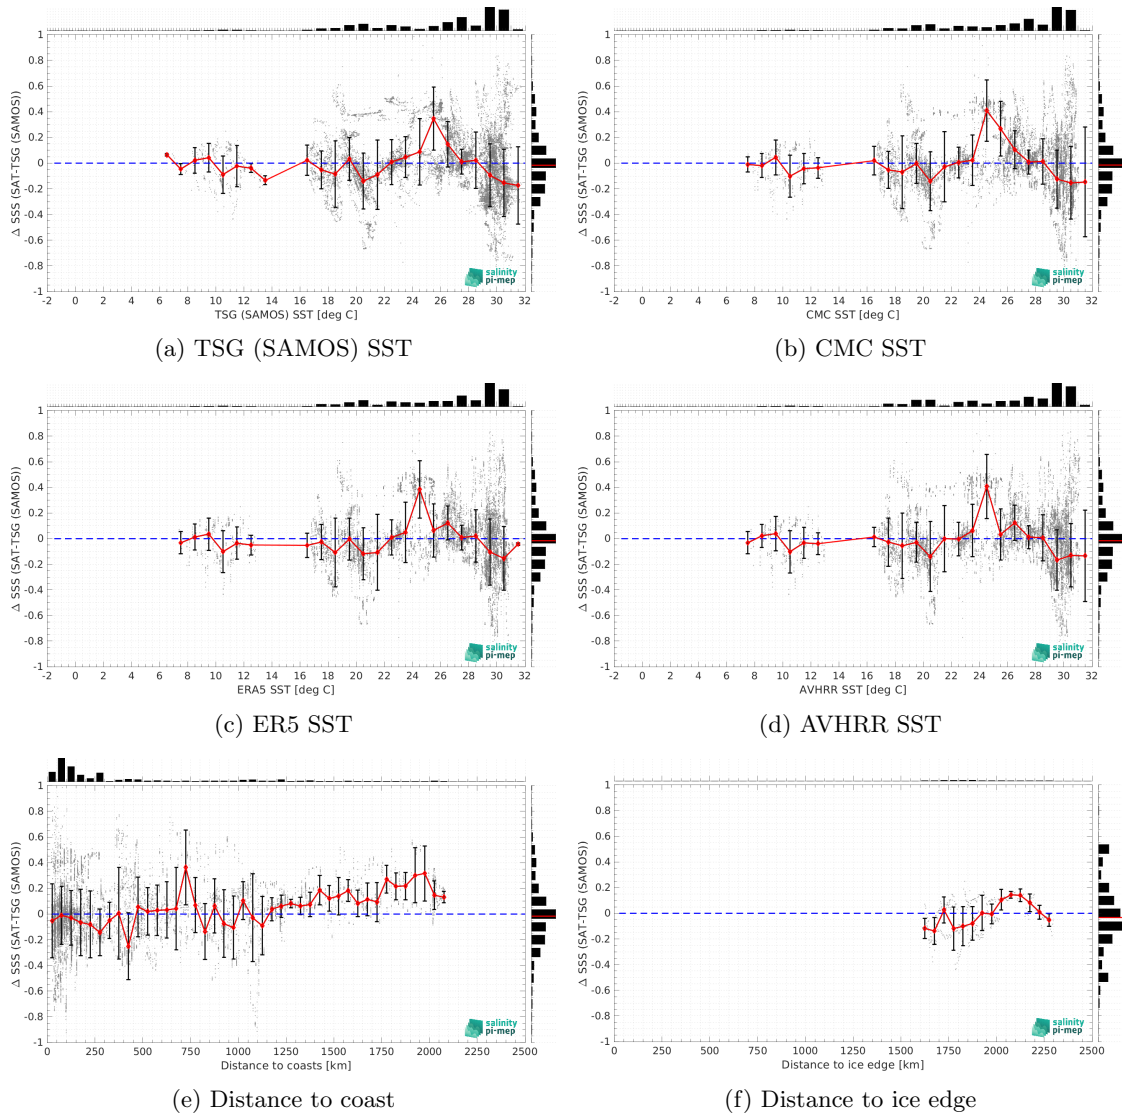 1
0.8
0.6
0.4
0.2
0
-0.2
-0.4
-0.6
-0.8
-1
Δ SSS (SAT-TSG (SAMOS))
-2 0 2 4 6 8 10 12 14 16 18 20 22 24 26 28 30 32
TSG (SAMOS) SST [deg C]
salinity
pi-mep
(a) TSG (SAMOS) SST
1
0.8
0.6
0.4
0.2
0
-0.2
-0.4
-0.6
-0.8
-1
Δ SSS (SAT-TSG (SAMOS))
-2 0 2 4 6 8 10 12 14 16 18 20 22 24 26 28 30 32
CMC SST [deg C]
salinity
pi-mep
(b) CMC SST
1
0.8
0.6
0.4
0.2
0
-0.2
-0.4
-0.6
-0.8
-1
Δ SSS (SAT-TSG (SAMOS))
-2 0 2 4 6 8 10 12 14 16 18 20 22 24 26 28 30 32
ERA5 SST [deg C]
salinity
pi-mep
(c) ER5 SST
1
0.8
0.6
0.4
0.2
0
-0.2
-0.4
-0.6
-0.8
-1
Δ SSS (SAT-TSG (SAMOS))
-2 0 2 4 6 8 10 12 14 16 18 20 22 24 26 28 30 32
AVHRR SST [deg C]
salinity
pi-mep
(d) AVHRR SST
1
0.8
0.6
0.4
0.2
0
-0.2
-0.4
-0.6
-0.8
-1
Δ SSS (SAT-TSG (SAMOS))
0 250 500 750 1000 1250 1500 1750 2000 2250 2500
Distance to coasts [km]
salinity
pi-mep
(e) Distance to coast
1
0.8
0.6
0.4
0.2
0
-0.2
-0.4
-0.6
-0.8
-1
Δ SSS (SAT-TSG (SAMOS))
0 250 500 750 1000 1250 1500 1750 2000 2250 2500
Distance to ice edge [km]
salinity
pi-mep
(f) Distance to ice edge